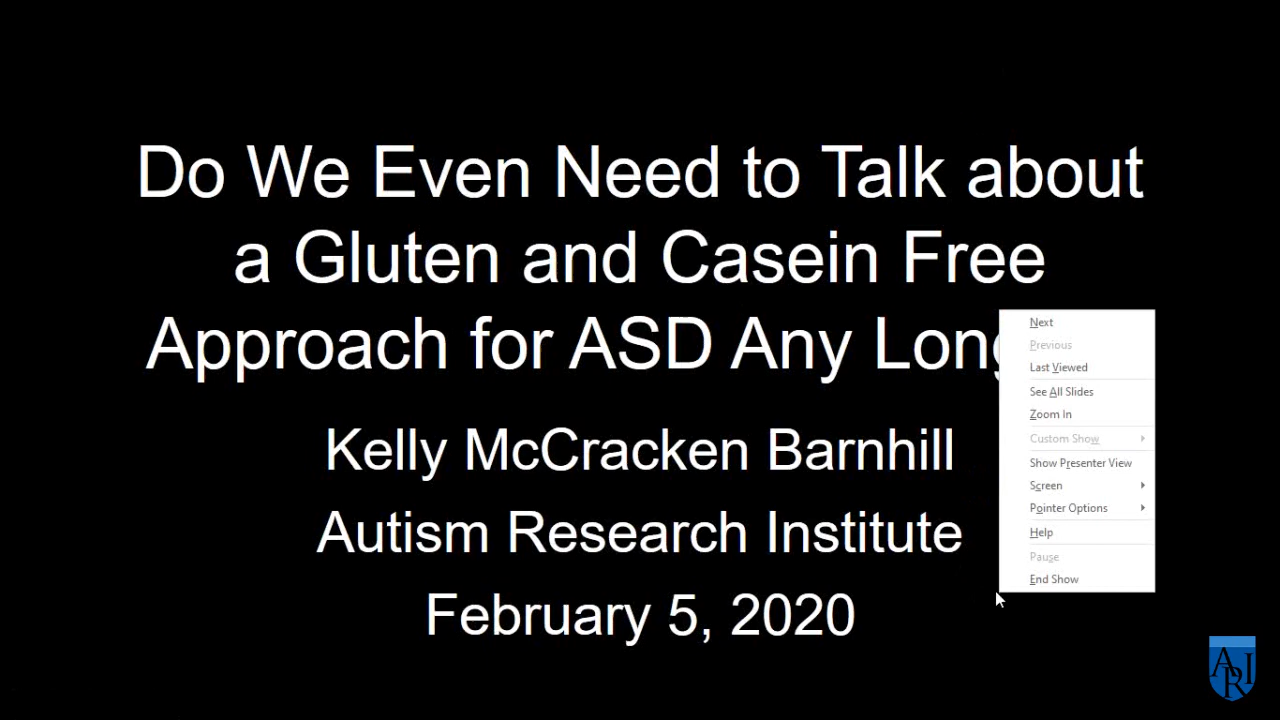 Do We Even Need to Talk about
a Gluten and Casein Free
Approach for ASD Any
Kelly McCracken Barnhill
Autism Research Institute
February 5, 2020
Next
Previous
Last Viewed
See All Slides
Zoom In
Custom Show
Show Presenter View
Screen
Pointer Options
Help
Pause
End Show
ARI